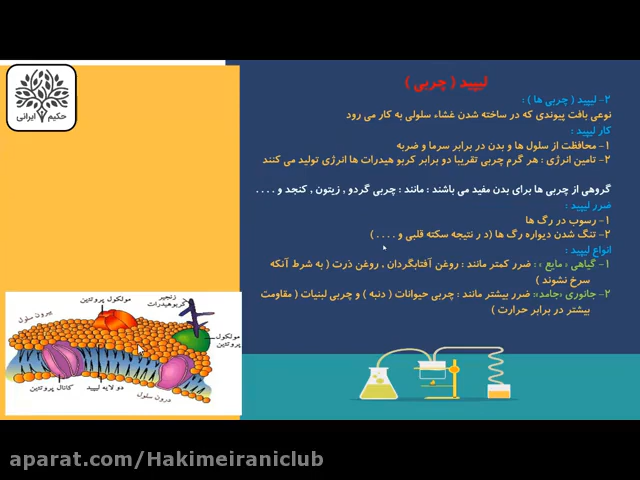 لیپید ( چربی )
۲- لیپید ( چربی ها ) :
نوعی بافت پیوندی که در ساخته شدن غشاء سلولی به کار می رود
کار لیپید :
۱- محافظت از سلول ها و بدن در برابر سرما و ضربه
۲- تامین انرژی : هر گرم چربی تقریبا دو برابر کربو هیدرات ها انرژی تولید می کنند
گروهی از چربی ها برای بدن مفید می باشند : مانند : چربی گردو , زیتون , کنجد و . . . .
ضرر لیپید :
۱- رسوب در رگ ها
۲- تنگ شدن دیواره رگ ها (در نتیجه سکته قلبی و . . . . )
انواع لیپید :
۱- گیاهی «مایع » : ضرر کمتر مانند : روغن آفتابگردان , روغن ذرت ( به شرط آنکه
سرخ نشوند )
۲- جانوری «جامد»: ضرر بیشتر مانند : چربی حیوانات ( دنبه ) و چربی لبنیات ( مقاومت
بیشتر در برابر حرارت )
حکیم ایرانی
بیرون سلول
مولکول پروتئین
زنجیر
کربوهیدرات
مولکول
پروتئین
کانال پروتئین
دو لایه لیپید
درون سلول
aparat.com/Hakimeiraniclub